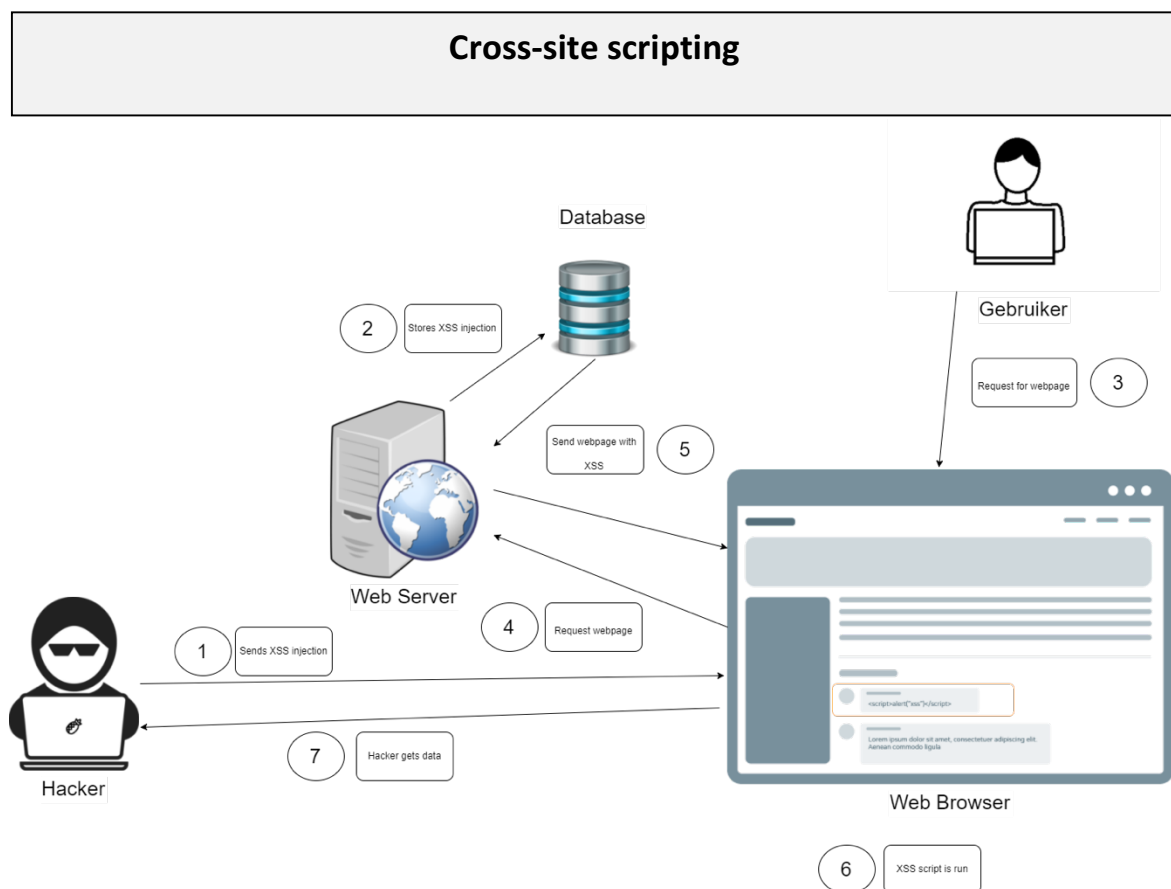 Cross-site scripting
Database
Gebruiker
2
Stores XSS injection
Request for webpage
3
Send webpage with
XSS
5
Web Server
4
Request webpage
1
Sends XSS injection
<script>alert("xss")</script>
Lorem ipsum dolor sit amet, consectetuer adipiscing elit.
Aenean commodo ligula
7
Hacker gets data
Hacker
Web Browser
6
XSS script is run